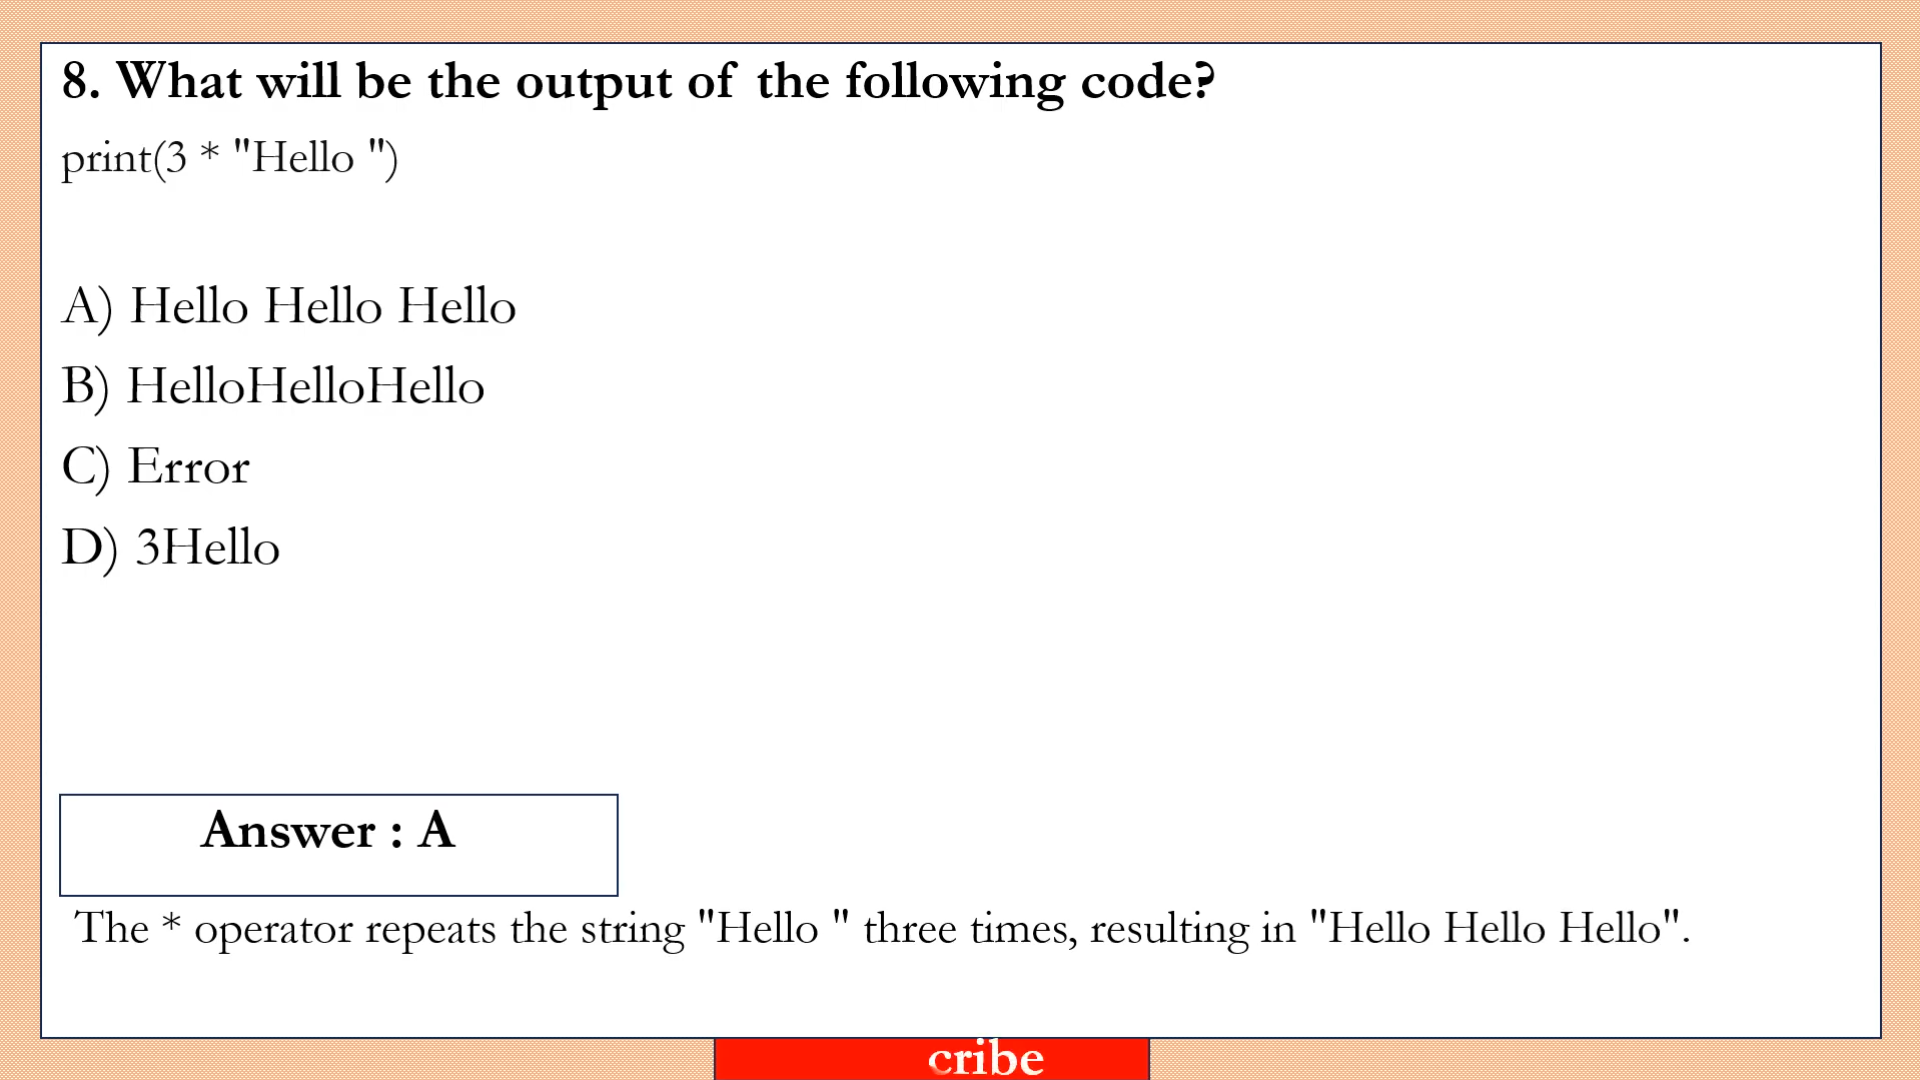 8. What will be the output of the following code?
print(3 * "Hello ")
A) Hello Hello Hello
B) HelloHelloHello
C) Error
D) 3Hello
Answer : A
The * operator repeats the string "Hello " three times, resulting in "Hello Hello Hello".
cribe